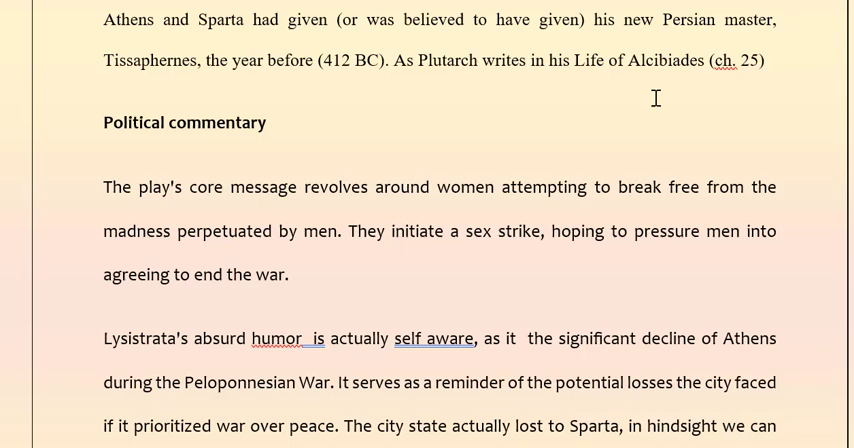 Athens and Sparta had given (or was believed to have given) his new Persian master,
Tissaphernes, the year before (412 BC). As Plutarch writes in his Life of Alcibiades (ch. 25)
Political commentary
The play's core message revolves around women attempting to break free from the
madness perpetuated by men. They initiate a sex strike, hoping to pressure men into
agreeing to end the war.
Lysistrata's absurd humor  is actually self aware, as it  the significant decline of Athens
during the Peloponnesian War. It serves as a reminder of the potential losses the city faced
if it prioritized war over peace. The city state actually lost to Sparta, in hindsight we can